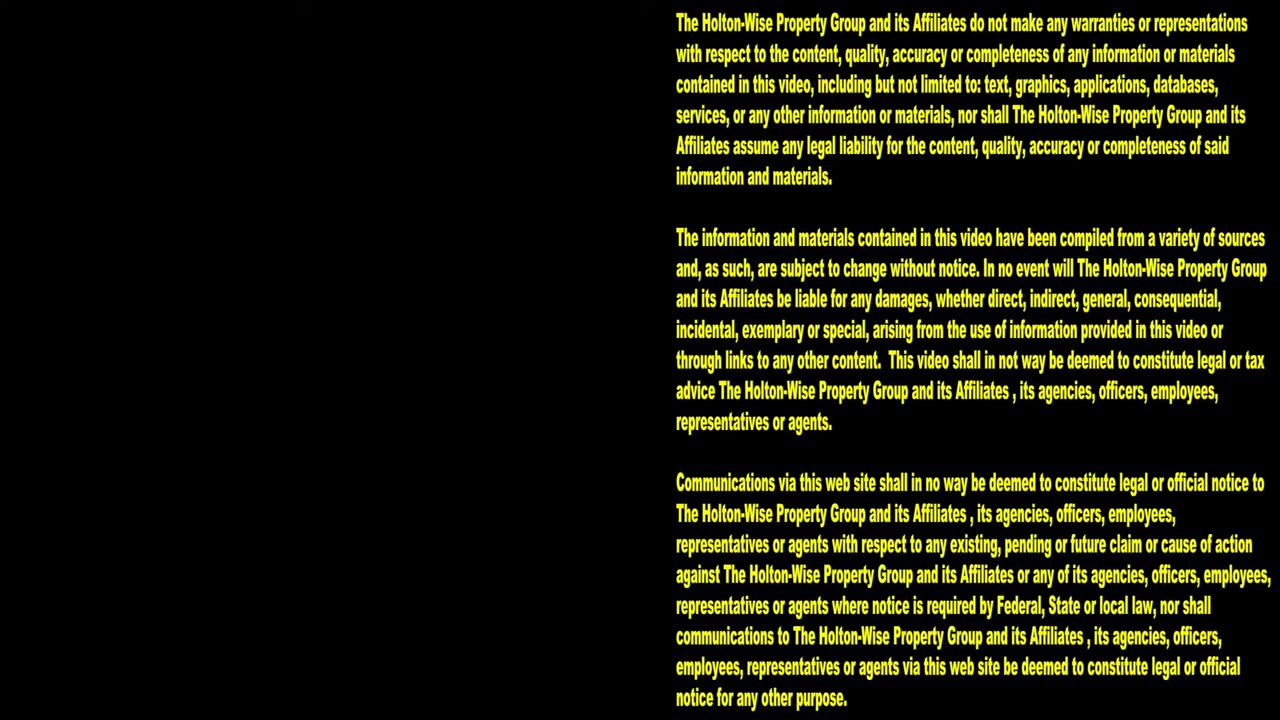 The Holton-Wise Property Group and its Affiliates do not make any warranties or representations
with respect to the content, quality, accuracy or completeness of any information or materials
contained in this video, including but not limited to: text, graphics, applications, databases,
services, or any other information or materials, nor shall The Holton-Wise Property Group and its
Affiliates assume any legal liability for the content, quality, accuracy or completeness of said
information and materials.
The information and materials contained in this video have been compiled from a variety of sources
and, as such, are subject to change without notice. In no event will The Holton-Wise Property Group
and its Affiliates be liable for any damages, whether direct, indirect, general, consequential,
incidental, exemplary or special, arising from the use of information provided in this video or
through links to any other content.  This video shall in not way be deemed to constitute legal or tax
advice The Holton-Wise Property Group and its Affiliates , its agencies, officers, employees,
representatives or agents.
Communications via this web site shall in no way be deemed to constitute legal or official notice to
The Holton-Wise Property Group and its Affiliates , its agencies, officers, employees,
representatives or agents with respect to any existing, pending or future claim or cause of action
against The Holton-Wise Property Group and its Affiliates or any of its agencies, officers, employees,
representatives or agents where notice is required by Federal, State or local law, nor shall
communications to The Holton-Wise Property Group and its Affiliates , its agencies, officers,
employees, representatives or agents via this web site be deemed to constitute legal or official
notice for any other purpose.